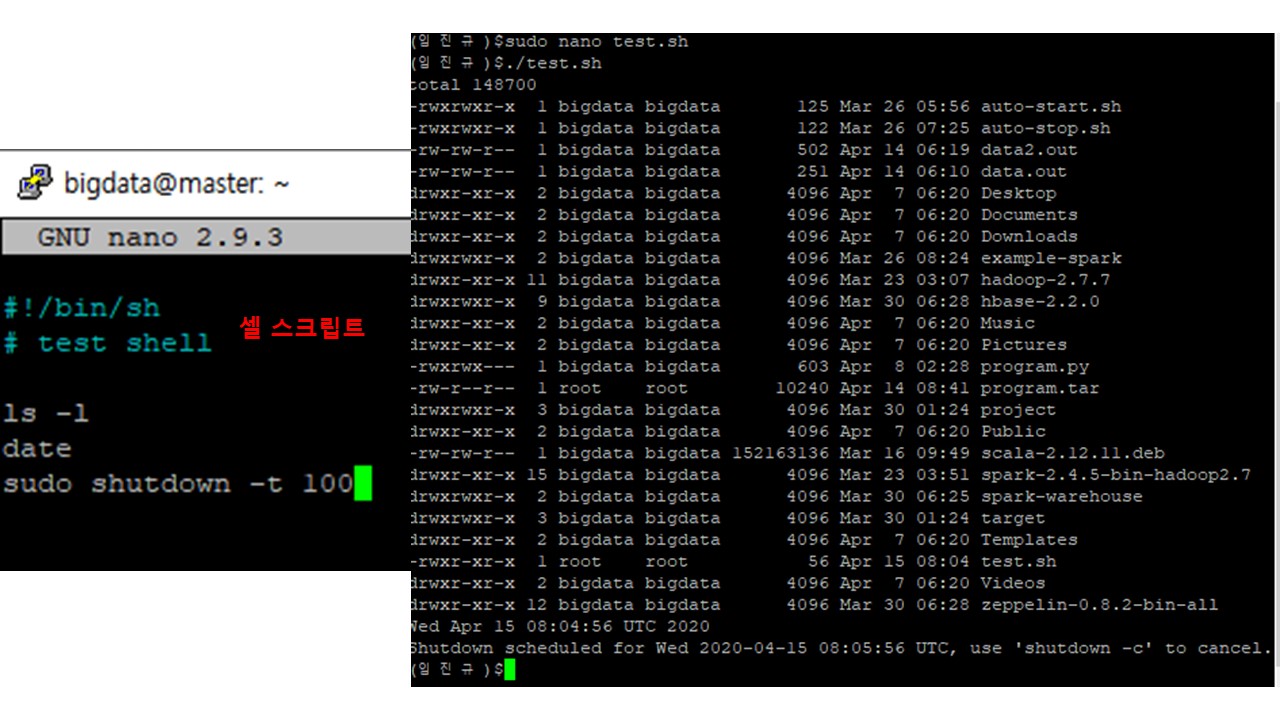 bigdata@master: ~
GNU nano 2.9.3
#!/bin/sh
# test shell
셀 스크립트
ls -l
date
sudo shutdown -t 100
(임 진 규 )$sudo nano test.sh
(임 진 규 )$./test.sh
total 148700
-rwxrwxr-x 1 bigdata bigdata 125 Mar 26 05:56 auto-start.sh
-rwxrwxr-x 1 bigdata bigdata 122 Mar 26 07:25 auto-stop.sh
-rw-rw-r-- 1 bigdata bigdata 502 Apr 14 06:19 data2.out
-rw-rw-r-- 1 bigdata bigdata 251 Apr 14 06:10 data.out
drwxr-xr-x 2 bigdata bigdata 4096 Apr 7 06:20 Desktop
drwxr-xr-x 2 bigdata bigdata 4096 Apr 7 06:20 Documents
drwxr-xr-x 2 bigdata bigdata 4096 Apr 7 06:20 Downloads
drwxrwxr-x 2 bigdata bigdata 4096 Mar 26 08:24 example-spark
drwxr-xr-x 11 bigdata bigdata 4096 Mar 23 03:07 hadoop-2.7.7
drwxrwxr-x 9 bigdata bigdata 4096 Mar 30 06:28 hbase-2.2.0
drwxr-xr-x 2 bigdata bigdata 4096 Apr 7 06:20 Music
drwxr-xr-x 2 bigdata bigdata 4096 Apr 7 06:20 Pictures
-rwxrwx--- 1 bigdata bigdata 603 Apr 8 02:28 program.py
-rw-r--r-- 1 root root 10240 Apr 14 08:41 program.tar
drwxrwxr-x 3 bigdata bigdata 4096 Mar 30 01:24 project
drwxr-xr-x 2 bigdata bigdata 4096 Apr 7 06:20 Public
-rw-rw-r-- 1 bigdata bigdata 152163136 Mar 16 09:49 scala-2.12.11.deb
drwxrwxr-x 15 bigdata bigdata 4096 Mar 23 03:51 spark-2.4.5-bin-hadoop2.7
drwxrwxr-x 2 bigdata bigdata 4096 Mar 30 06:25 spark-warehouse
drwxrwxr-x 3 bigdata bigdata 4096 Mar 30 01:24 target
drwxr-xr-x 2 bigdata bigdata 4096 Apr 7 06:20 Templates
-rwxr-xr-x 1 root root 56 Apr 15 08:04 test.sh
drwxr-xr-x 2 bigdata bigdata 4096 Apr 7 06:20 Videos
drwxr-xr-x 12 bigdata bigdata 4096 Mar 30 06:28 zeppelin-0.8.2-bin-all
Wed Apr 15 08:04:56 UTC 2020
Shutdown scheduled for Wed 2020-04-15 08:05:56 UTC, use 'shutdown -c' to cancel.
(임 진 규 )$